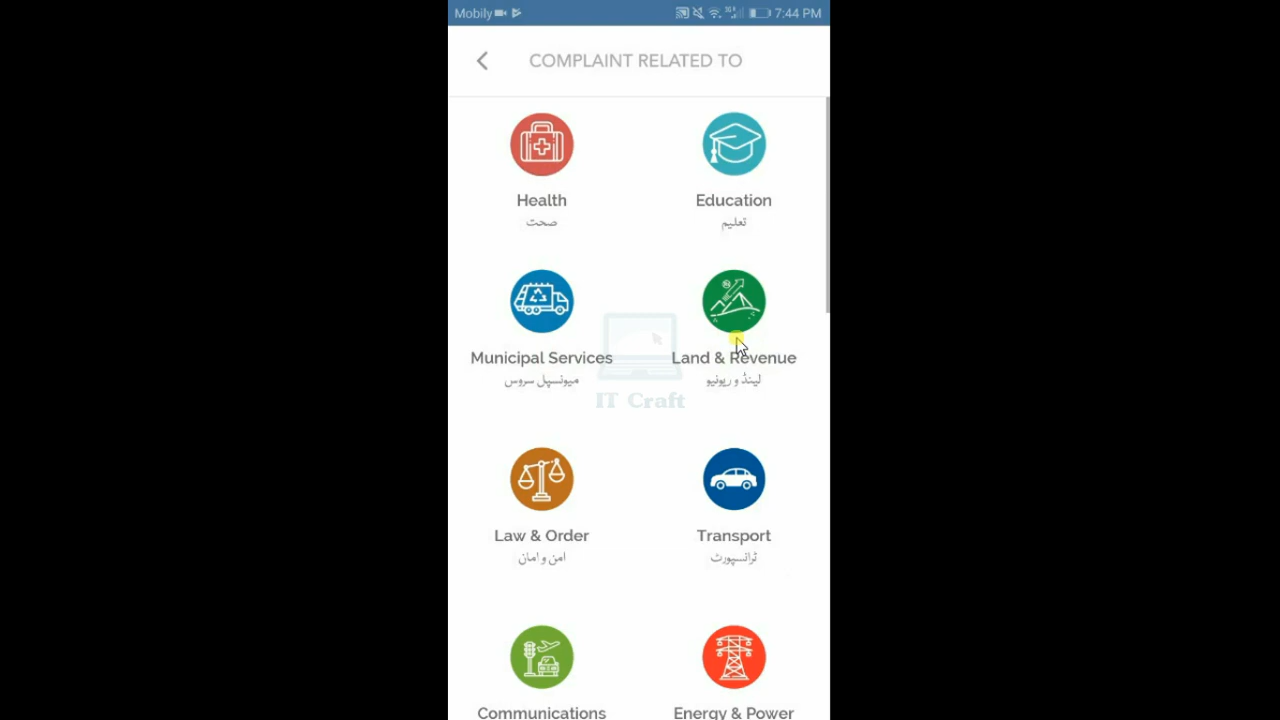 Mobily 7:44 PM
COMPLAINT RELATED TO
Health Education
صحت تعلیم
Municipal Services Land & Revenue
میونسپل سروس لینڈ و ریونیو
IT Craft
Law & Order Transport
امن و امان ٹرانسپورٹ
Communications Energy & Power